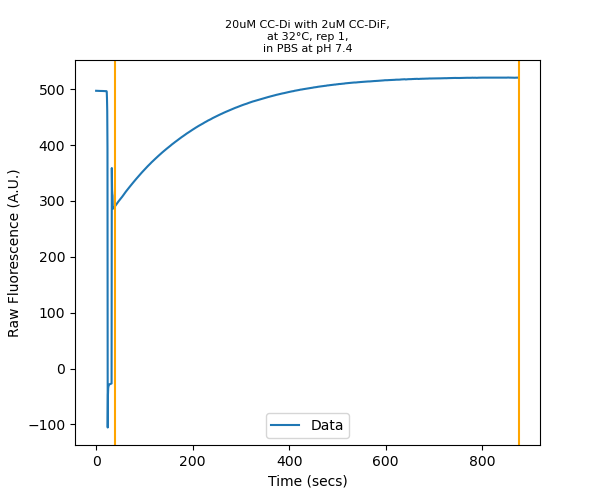 20uM CC-Di with 2uM CC-DiF,
at 32°C, rep 1,
in PBS at pH 7.4
Raw Fluorescence (A.U.)
500
400
300
200
100
0
−100
Data
0 200 400 600 800
Time (secs)